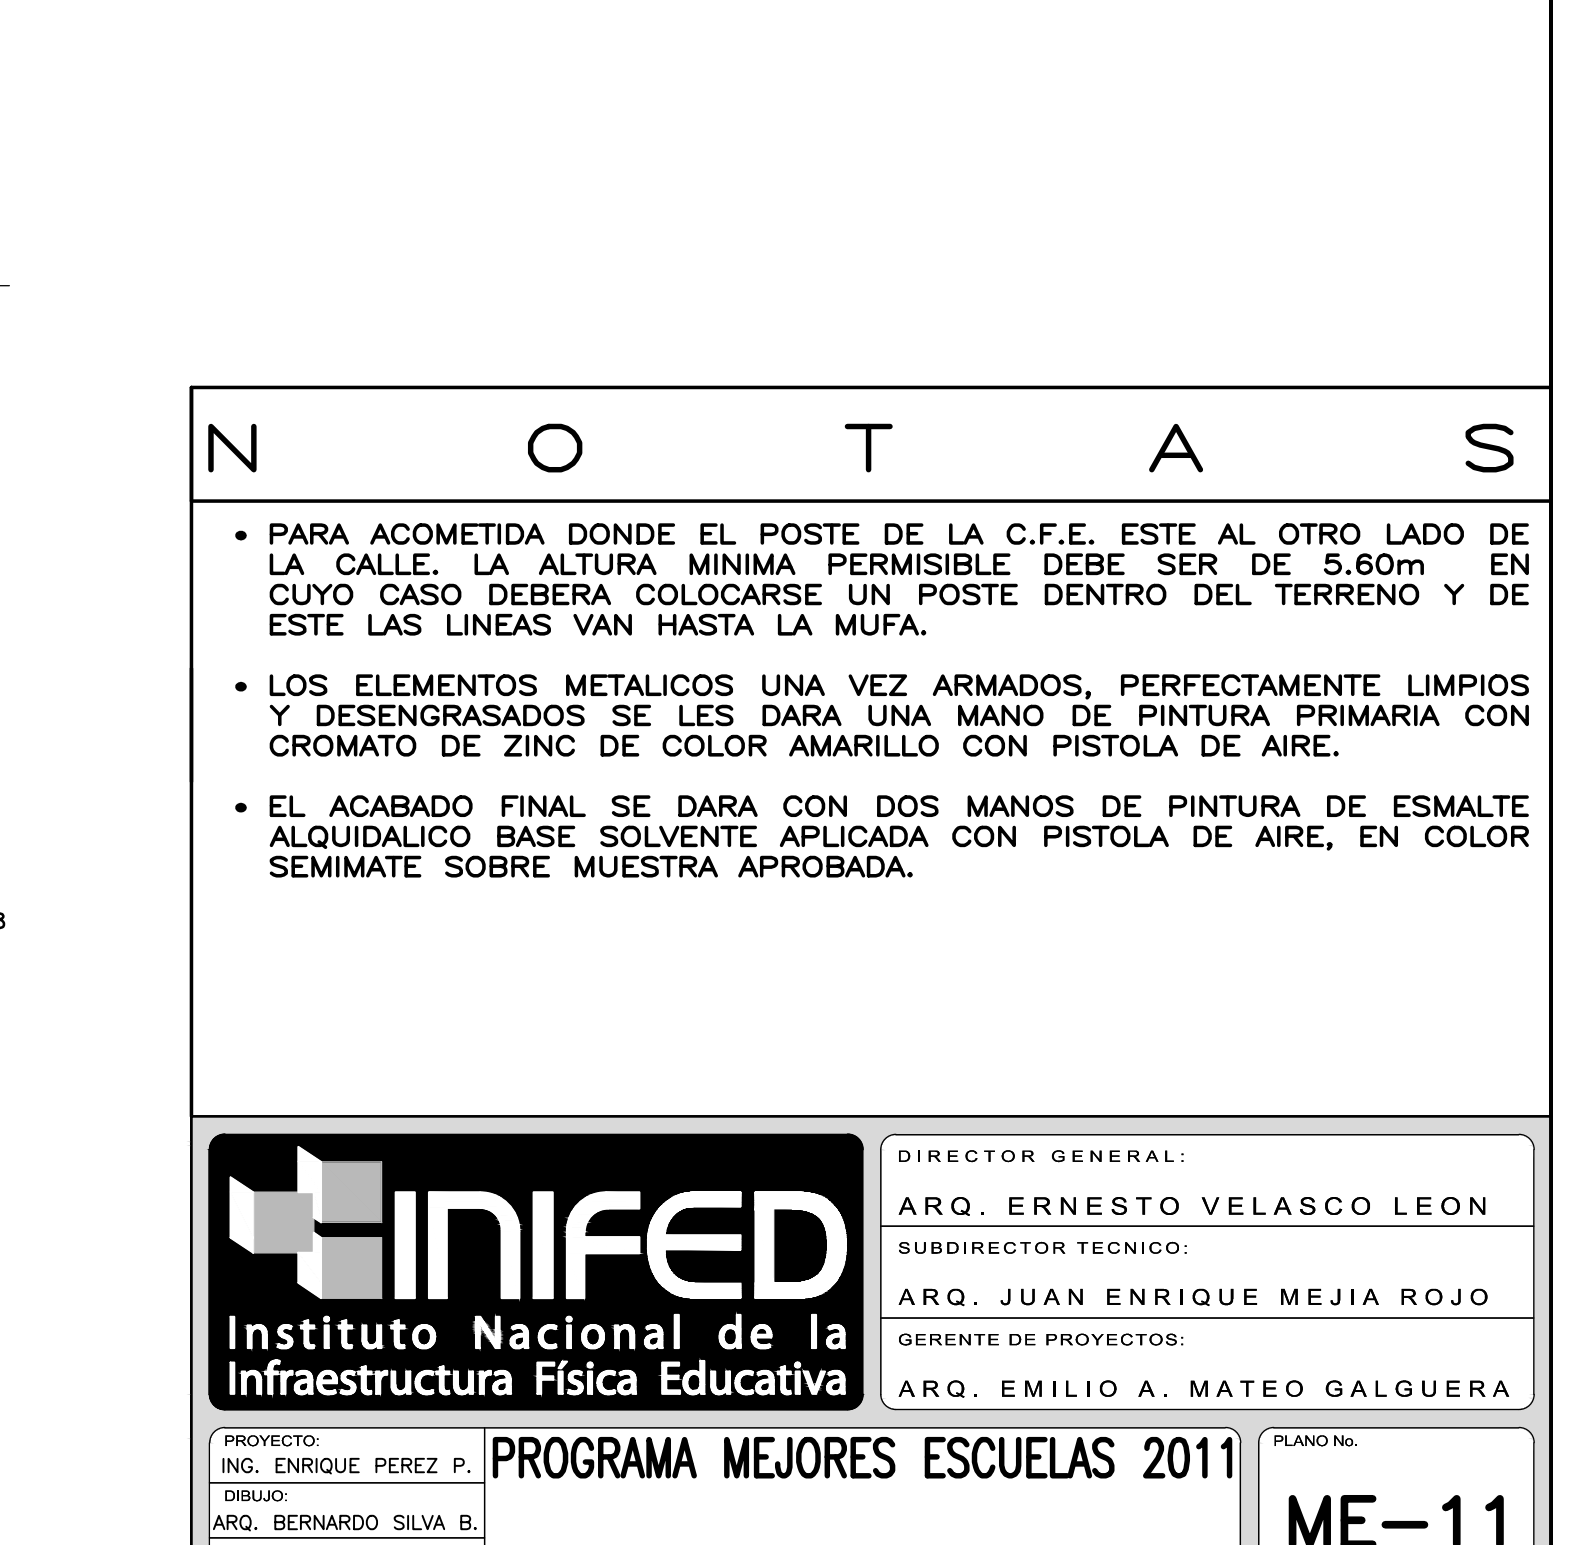 N O T A S
• PARA ACOMETIDA DONDE EL POSTE DE LA C.F.E. ESTE AL OTRO LADO DE
LA CALLE. LA ALTURA MINIMA PERMISIBLE DEBE SER DE 5.60m EN
CUYO CASO DEBERA COLOCARSE UN POSTE DENTRO DEL TERRENO Y DE
ESTE LAS LINEAS VAN HASTA LA MUFA.
• LOS ELEMENTOS METALICOS UNA VEZ ARMADOS, PERFECTAMENTE LIMPIOS
Y DESENGRASADOS SE LES DARA UNA MANO DE PINTURA PRIMARIA CON
CROMATO DE ZINC DE COLOR AMARILLO CON PISTOLA DE AIRE.
• EL ACABADO FINAL SE DARA CON DOS MANOS DE PINTURA DE ESMALTE
ALQUIDALICO BASE SOLVENTE APLICADA CON PISTOLA DE AIRE, EN COLOR
SEMIMATE SOBRE MUESTRA APROBADA.
INIFED
Instituto Nacional de la
Infraestructura Física Educativa
DIRECTOR GENERAL:
ARQ. ERNESTO VELASCO LEON
SUBDIRECTOR TECNICO:
ARQ. JUAN ENRIQUE MEJIA ROJO
GERENTE DE PROYECTOS:
ARQ. EMILIO A. MATEO GALGUERA
PROYECTO:
ING. ENRIQUE PEREZ P.
DIBUJO:
ARQ. BERNARDO SILVA B.
PROGRAMA MEJORES ESCUELAS 2011
PLANO No.
ME-11